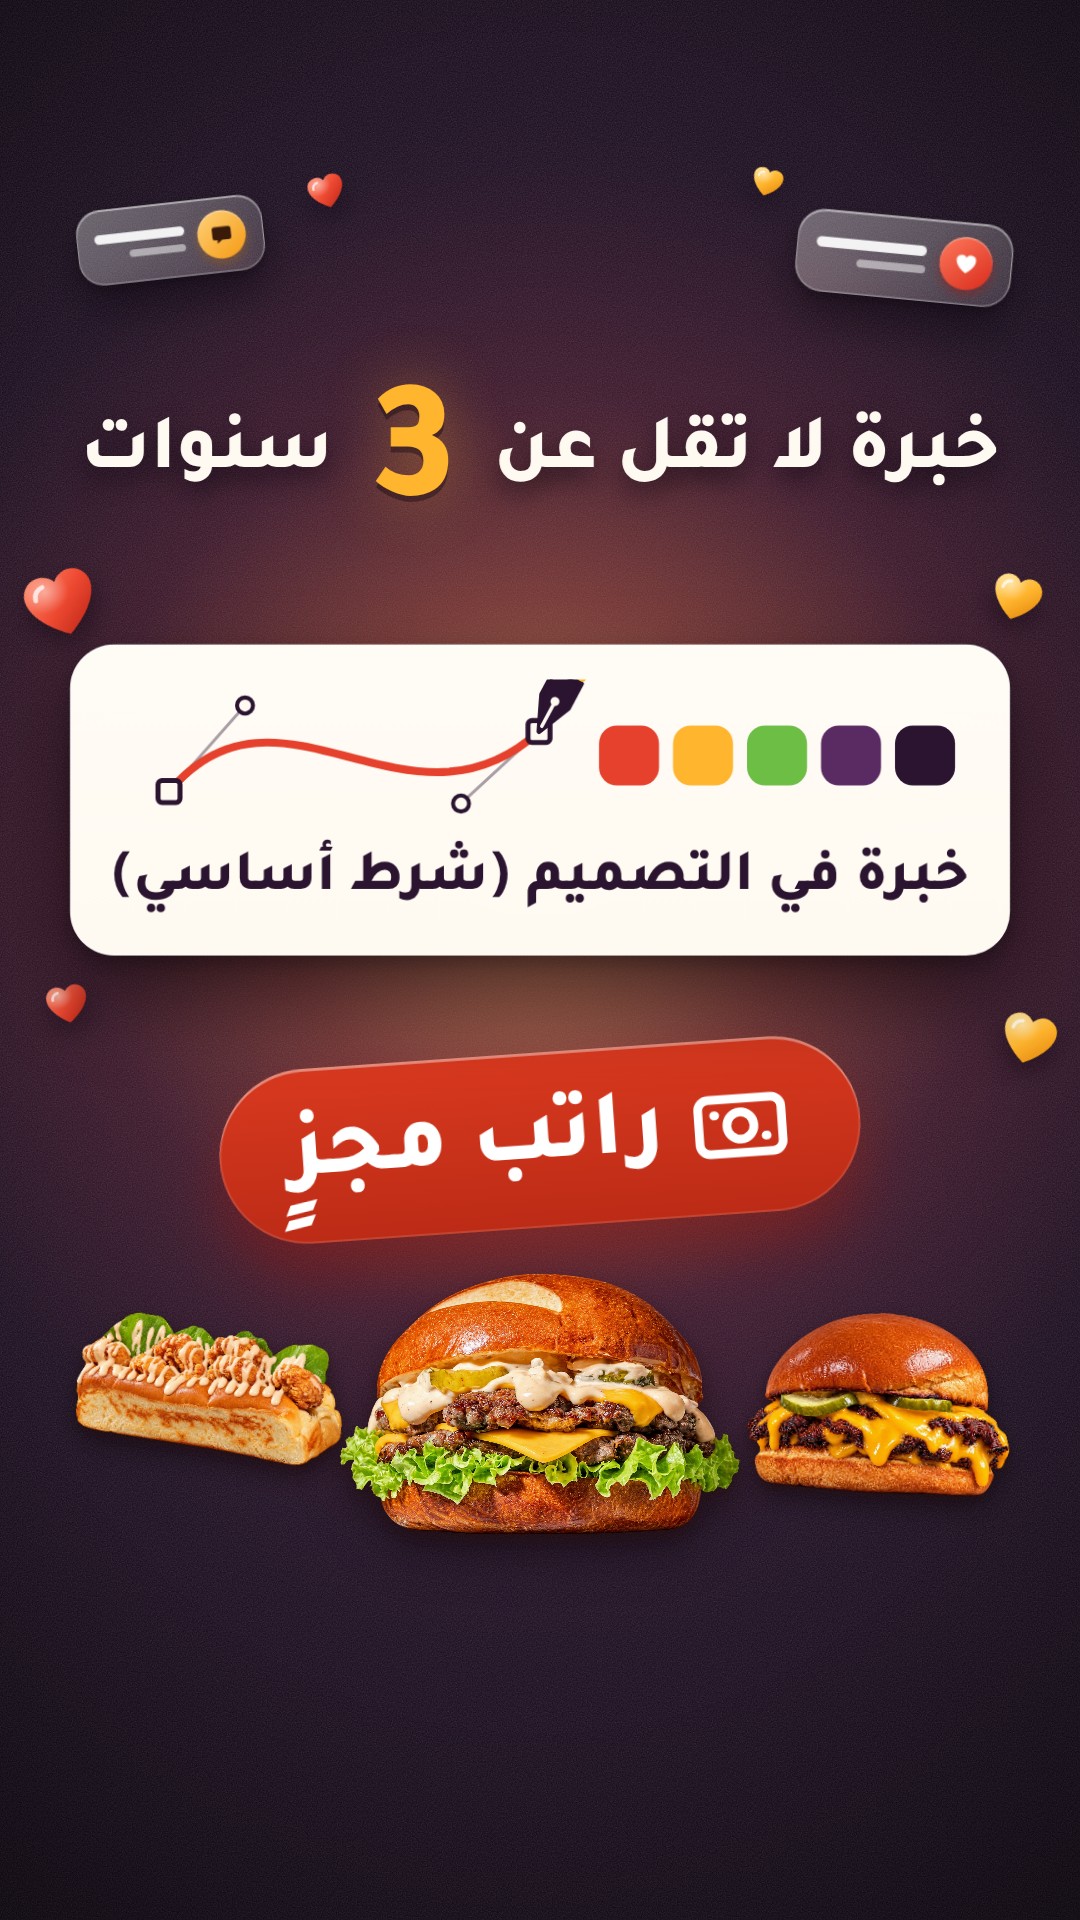 خبرة لا تقل عن 3 سنوات
خبرة في التصميم (شرط أساسي)
راتب مجزٍ